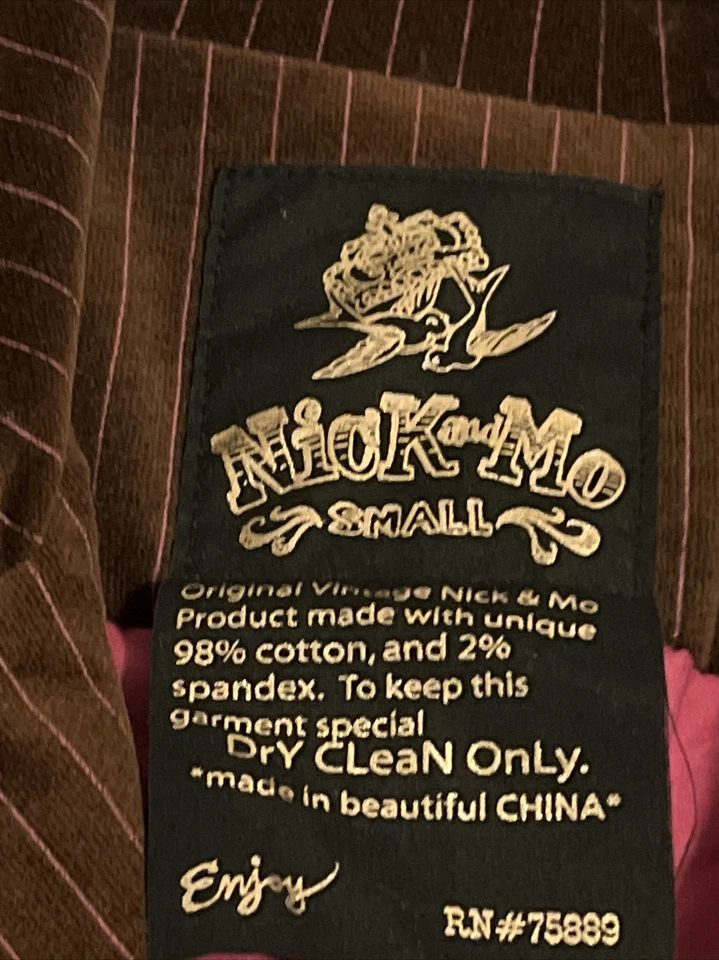 Nick and Mo
SMALL
Original Vintage Nick & Mo
Product made with unique
98% cotton, and 2%
spandex. To keep this
garment special
DrY CLeaN OnLy.
*made in beautiful CHINA*
Enjoy
RN#75889